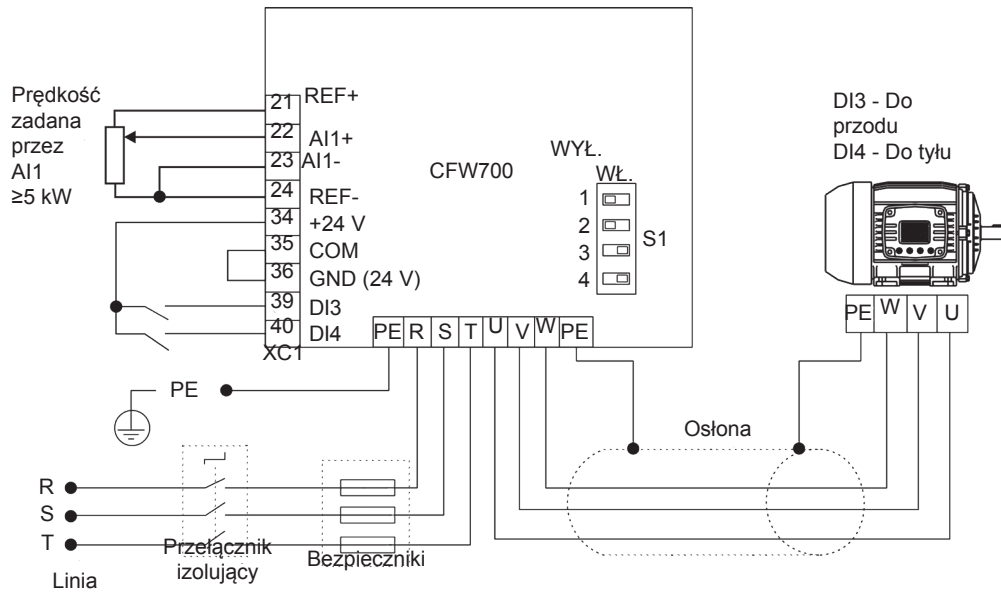 Prędkość
zadana
przez
AI1
≥5 kW
21 REF+
22 AI1+
23 AI1-
24 REF-
34 +24 V
35 COM
36 GND (24 V)
39 DI3
40 DI4
XC1
CFW700
WYŁ.
WŁ.
1
2
3
4
S1
DI3 - Do
przodu
DI4 - Do tyłu
PE R S T U V W PE
PE W V U
PE
Osłona
R
S
T
Przełącznik
izolujący
Bezpieczniki
Linia